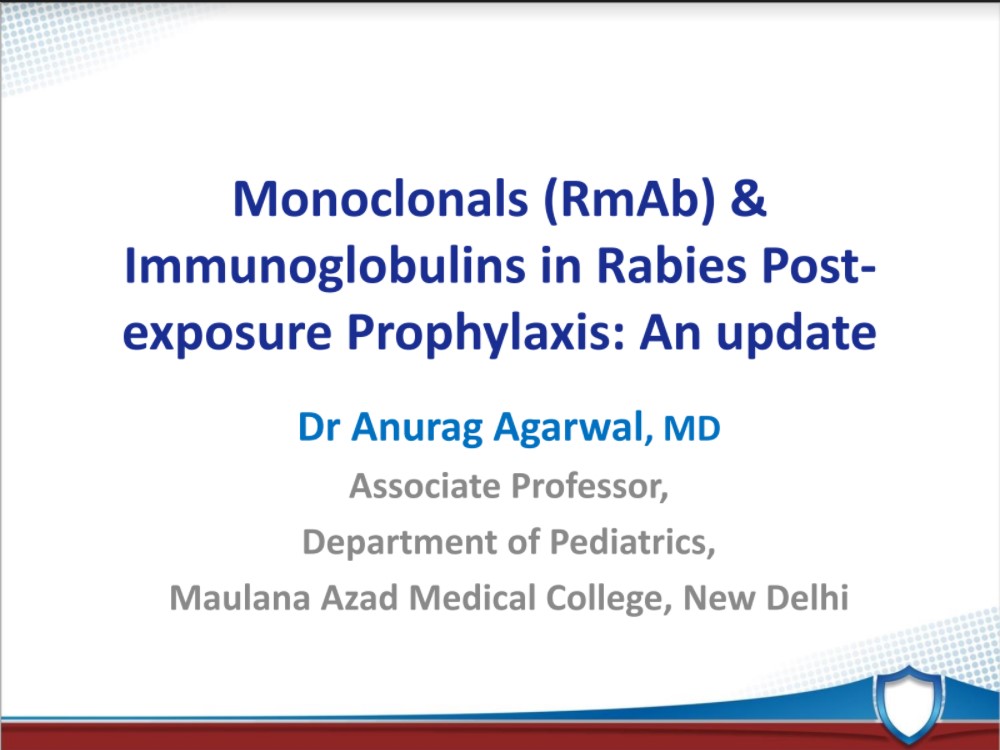 Monoclonals (RmAb) &
Immunoglobulins in Rabies Post-
exposure Prophylaxis: An update
Dr Anurag Agarwal, MD
Associate Professor,
Department of Pediatrics,
Maulana Azad Medical College, New Delhi